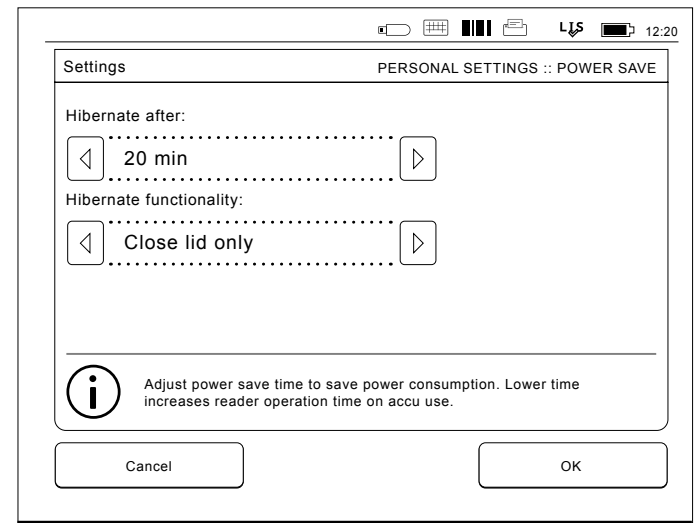 LIS 12:20
Settings PERSONAL SETTINGS :: POWER SAVE
Hibernate after:
20 min
Hibernate functionality:
Close lid only
Adjust power save time to save power consumption. Lower time
increases reader operation time on accu use.
Cancel OK